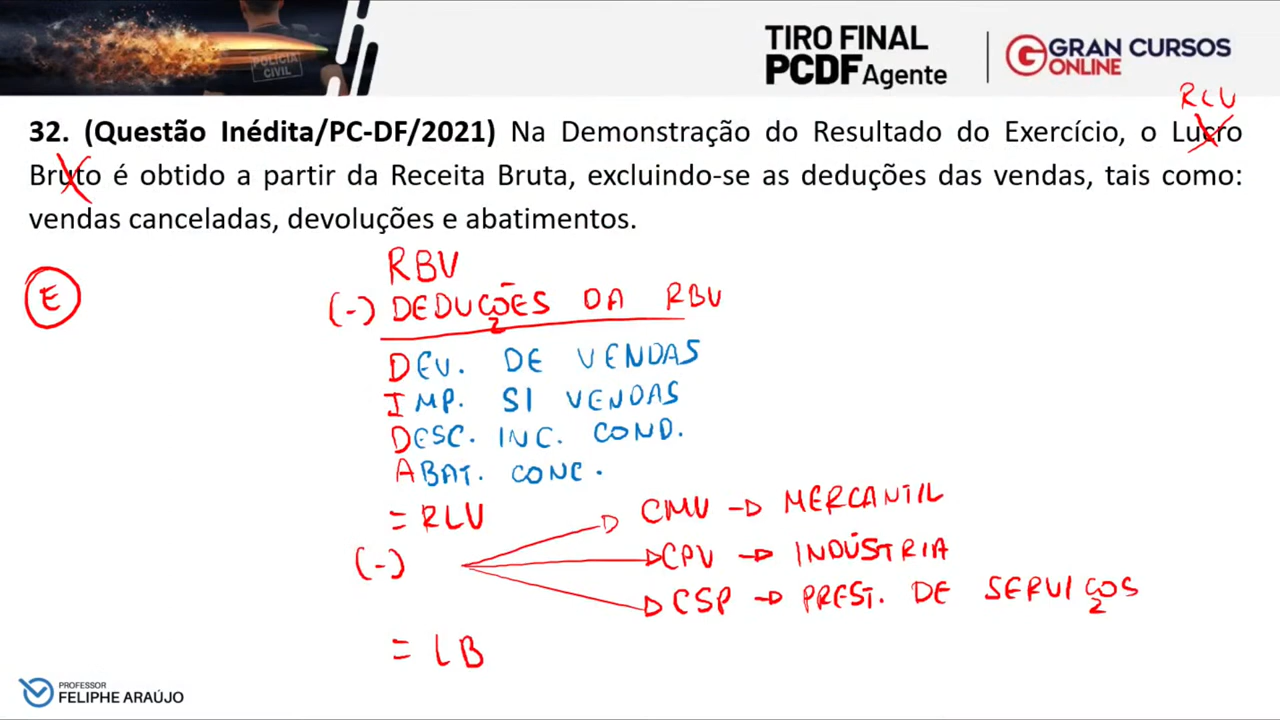 POLÍCIA
CIVIL
TIRO FINAL
PCDF Agente
GRAN CURSOS
ONLINE
RLV
32. (Questão Inédita/PC-DF/2021) Na Demonstração do Resultado do Exercício, o Lucro
Bruto é obtido a partir da Receita Bruta, excluindo-se as deduções das vendas, tais como:
vendas canceladas, devoluções e abatimentos.
E
RBV
(-) DEDUÇÕES DA RBV
DEV. DE VENDAS
IMP. S/ VENDAS
DESC. INC. COND.
ABAT. CONC.
= RLV
(-)
CMV → MERCANTIL
CPV → INDÚSTRIA
CSP → PREST. DE SERVIÇOS
= LB
PROFESSOR
FELIPHE ARAÚJO